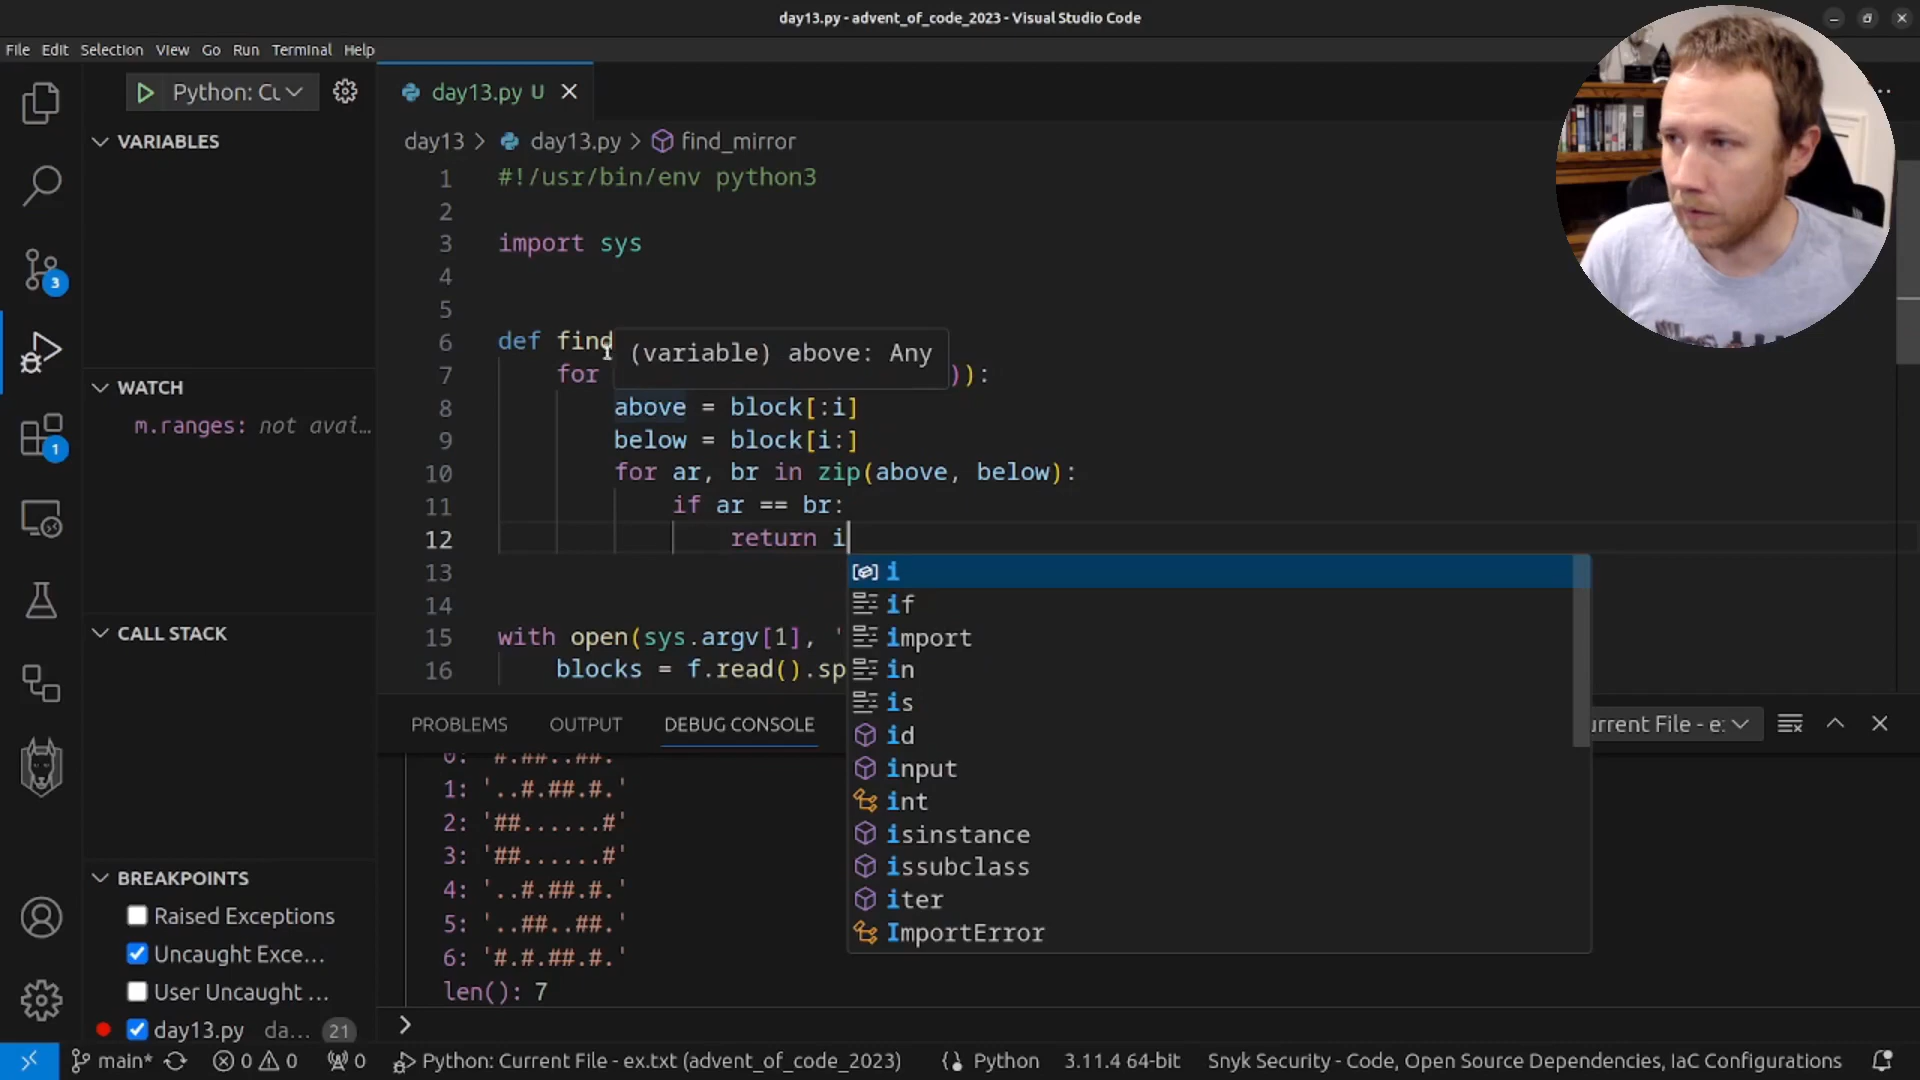 day13.py - advent_of_code_2023 - Visual Studio Code
File Edit Selection View Go Run Terminal Help
Python: Cu
day13.py U
VARIABLES
day13 > day13.py > find_mirror
1 #!/usr/bin/env python3
2
3 import sys
4
5
6 def find
(variable) above: Any
7 for )):
8 above = block[:i]
9 below = block[i:]
10 for ar, br in zip(above, below):
11 if ar == br:
12 return i
13
14
15 with open(sys.argv[1], '
16 blocks = f.read().sp
i
if
import
in
is
id
input
int
isinstance
issubclass
iter
ImportError
WATCH
m.ranges: not avai…
CALL STACK
BREAKPOINTS
Raised Exceptions
Uncaught Exce…
User Uncaught …
day13.py da… 21
3
1
PROBLEMS OUTPUT DEBUG CONSOLE
urrent File - e:
0: '#.##..##.'
1: '..#.##.#.'
2: '##......#'
3: '##......#'
4: '..#.##.#.'
5: '..##..##.'
6: '#.#.##.#.'
len(): 7
>
main* 0 0 0 Python: Current File - ex.txt (advent_of_code_2023) Python 3.11.4 64-bit Snyk Security - Code, Open Source Dependencies, IaC Configurations